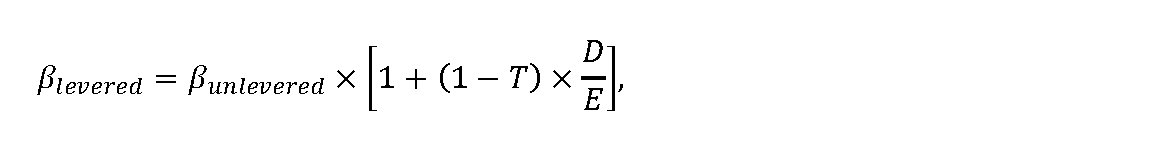 β_levered = β_unlevered × [1 + (1 − T) × D/E],